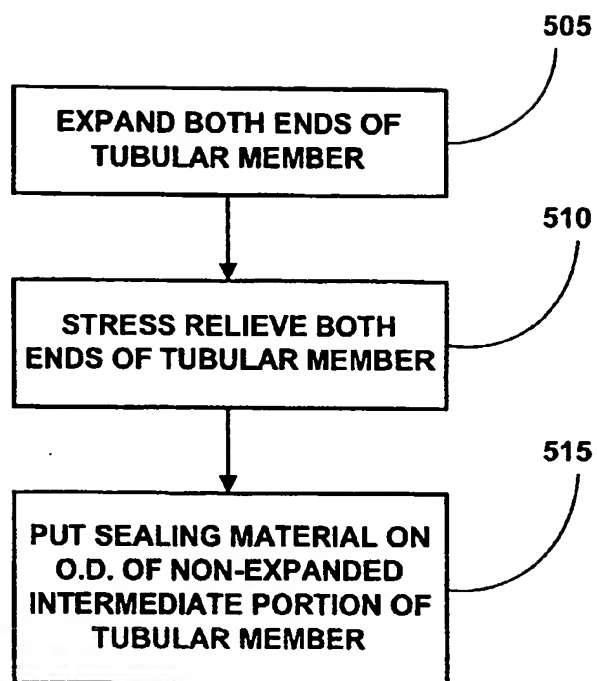 505
EXPAND BOTH ENDS OF
TUBULAR MEMBER
510
STRESS RELIEVE BOTH
ENDS OF TUBULAR MEMBER
515
PUT SEALING MATERIAL ON
O.D. OF NON-EXPANDED
INTERMEDIATE PORTION OF
TUBULAR MEMBER